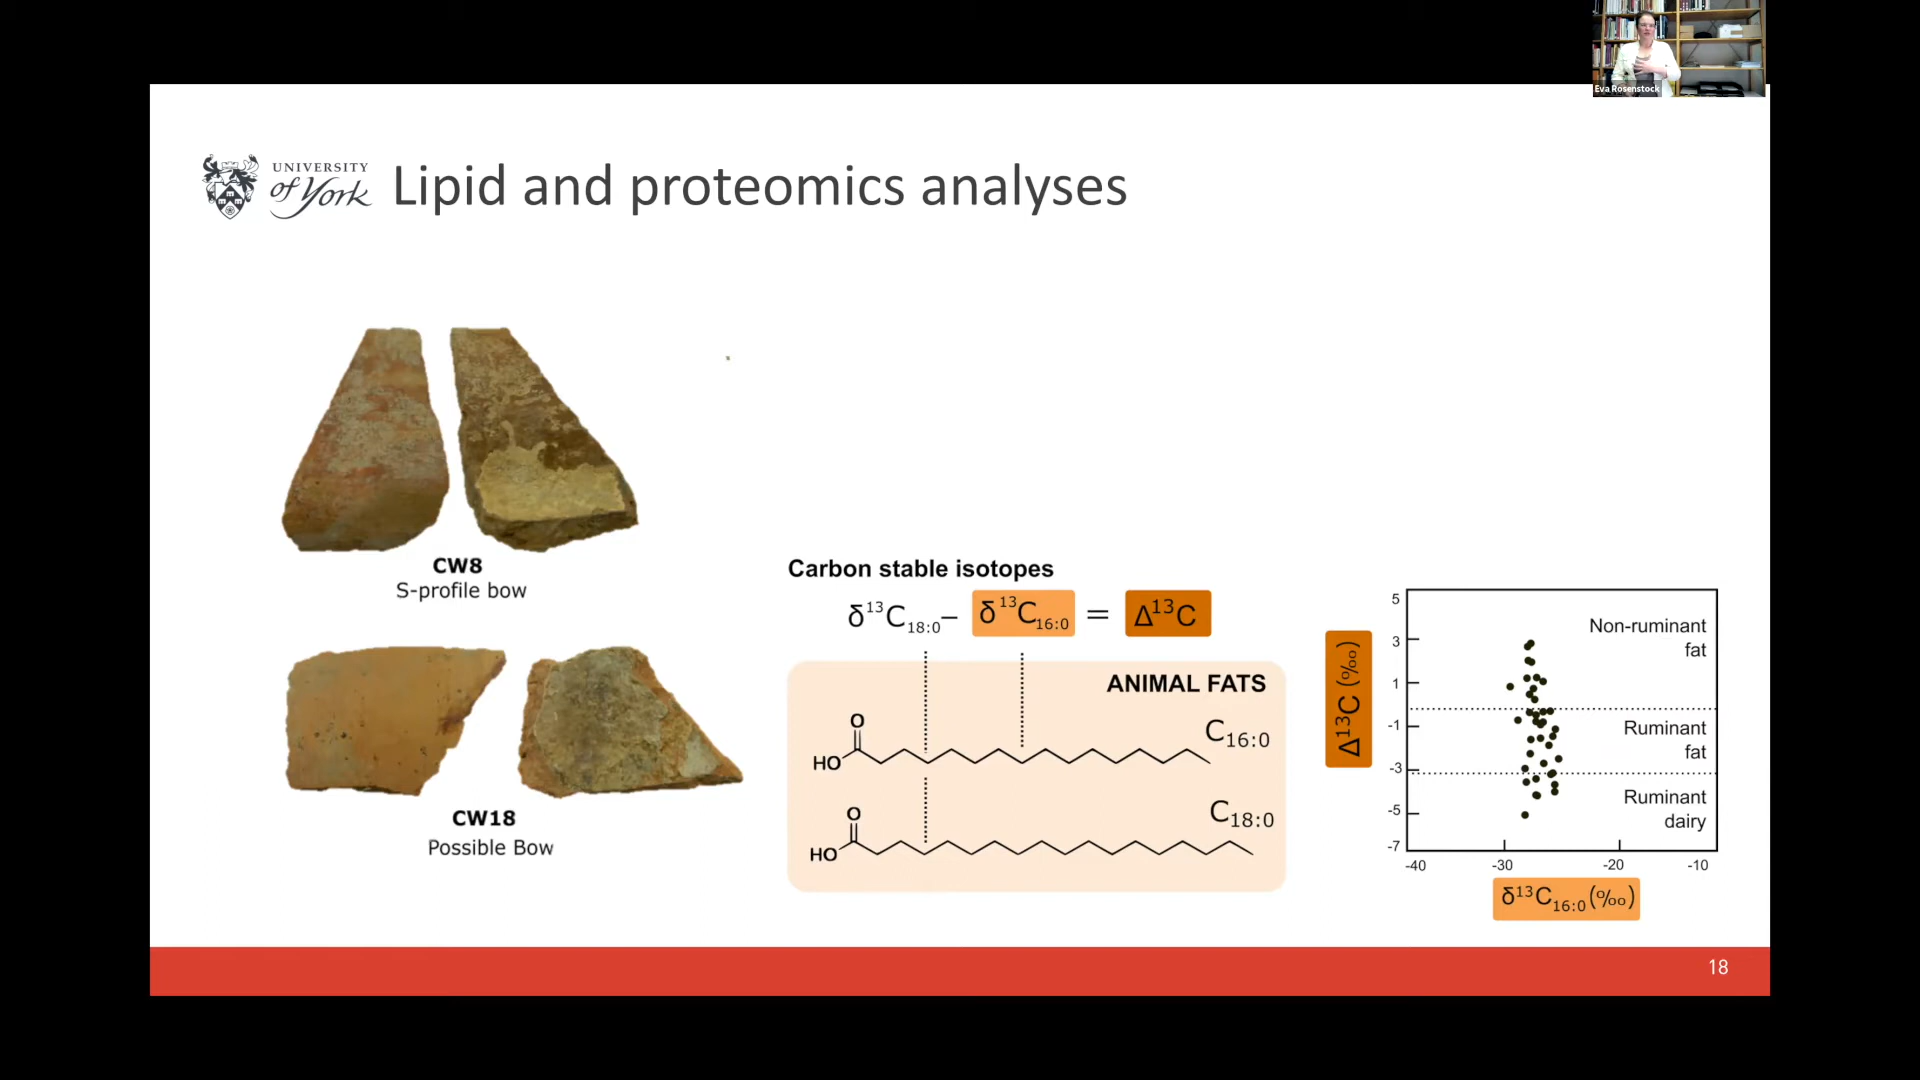 Eva Rosenstock
UNIVERSITY
of York
Lipid and proteomics analyses
CW8
S-profile bow
CW18
Possible Bow
Carbon stable isotopes
δ¹³C₁₈:₀– δ¹³C₁₆:₀ = Δ¹³C
ANIMAL FATS
O
HO
C₁₆:₀
O
HO
C₁₈:₀
Δ¹³C (‰)
5
3
1
-1
-3
-5
-7
Non-ruminant
fat
Ruminant
fat
Ruminant
dairy
-40 -30 -20 -10
δ¹³C₁₆:₀(‰)
18